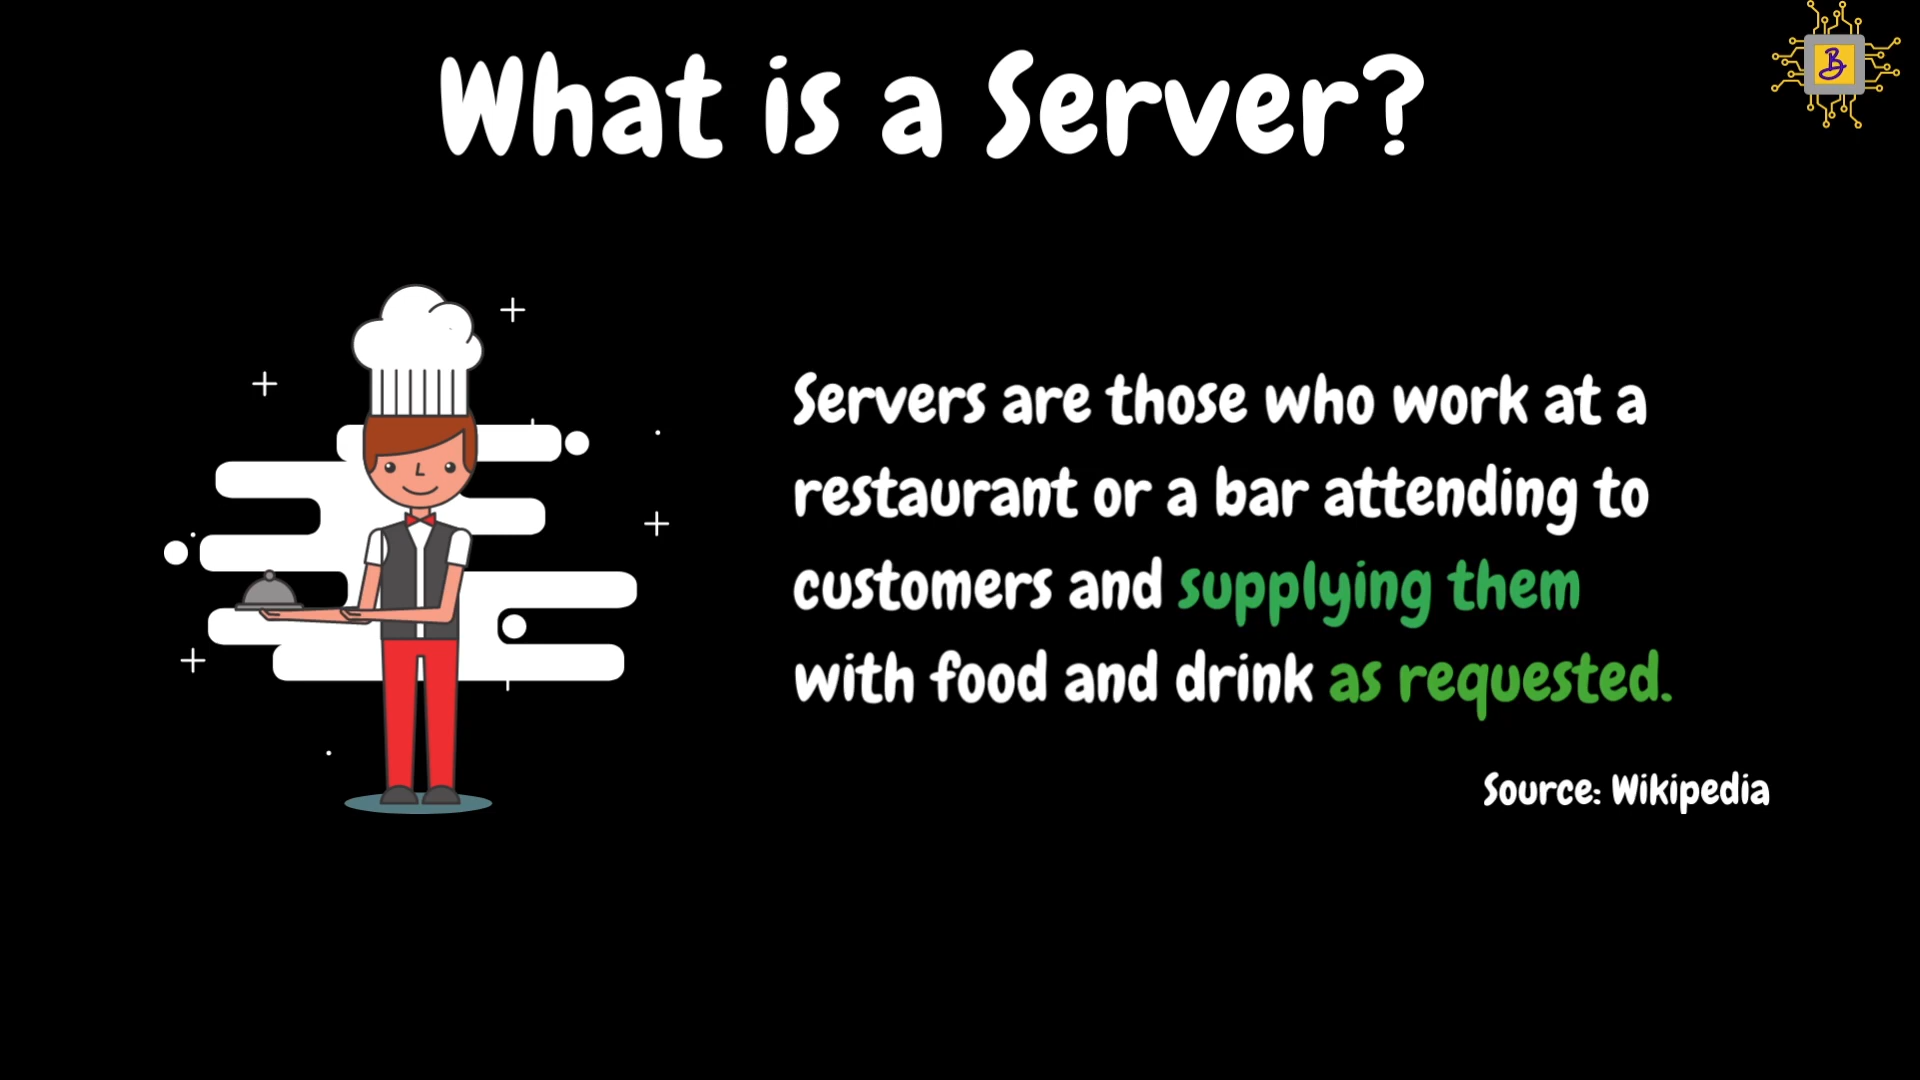 What is a Server?
B
Servers are those who work at a
restaurant or a bar attending to
customers and supplying them
with food and drink as requested.
Source: Wikipedia